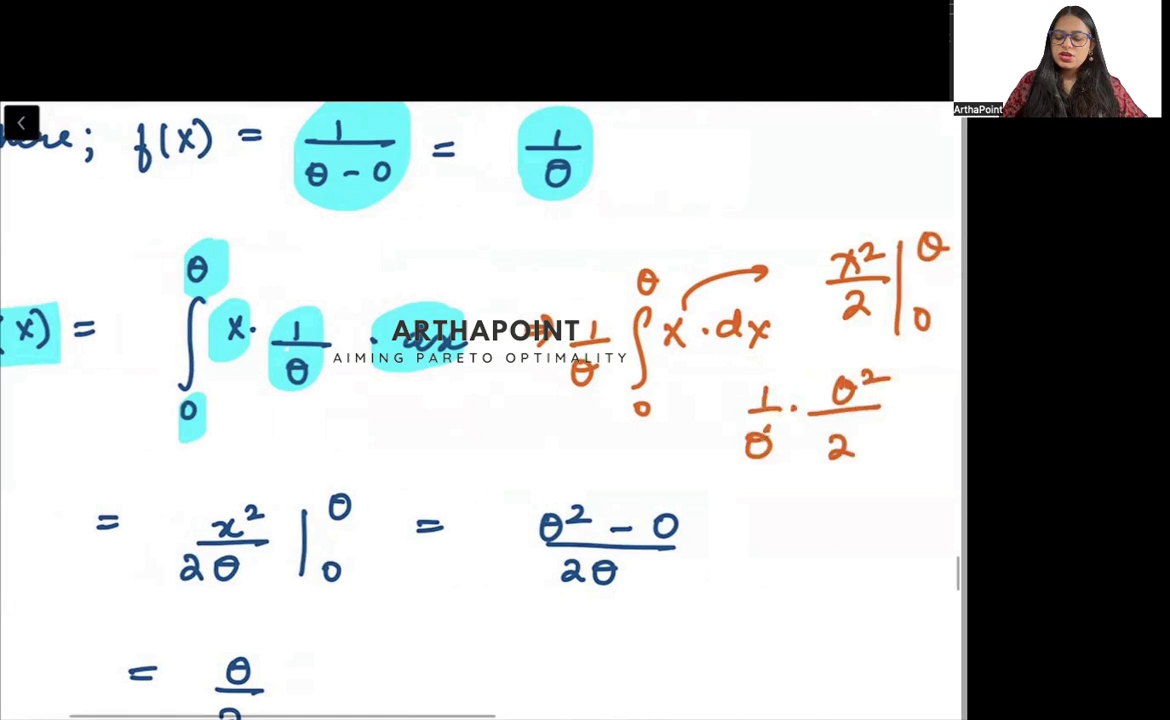 ; f(x) = 1/(θ - 0) = 1/θ
(x) = ∫₀^θ x · 1/θ · dx ⇒ 1/θ ∫₀^θ x · dx x²/2 |₀^θ
1/θ · θ²/2
= x²/2θ |₀^θ = (θ² - 0)/2θ
= θ/2
ARTHAPOINT
AIMING PARETO OPTIMALITY
ArthaPoint